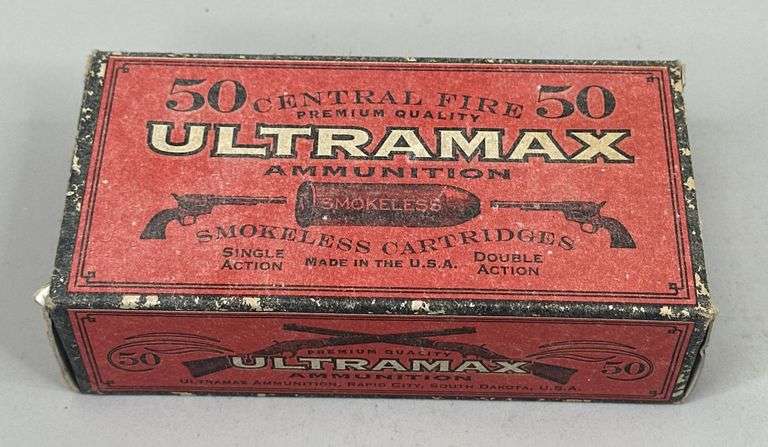 50 CENTRAL FIRE 50
PREMIUM QUALITY
ULTRAMAX
AMMUNITION
SMOKELESS
SMOKELESS CARTRIDGES
SINGLE ACTION MADE IN THE U.S.A. DOUBLE ACTION
PREMIUM QUALITY
50 ULTRAMAX 50
AMMUNITION
ULTRAMAX AMMUNITION, RAPID CITY, SOUTH DAKOTA, U.S.A.